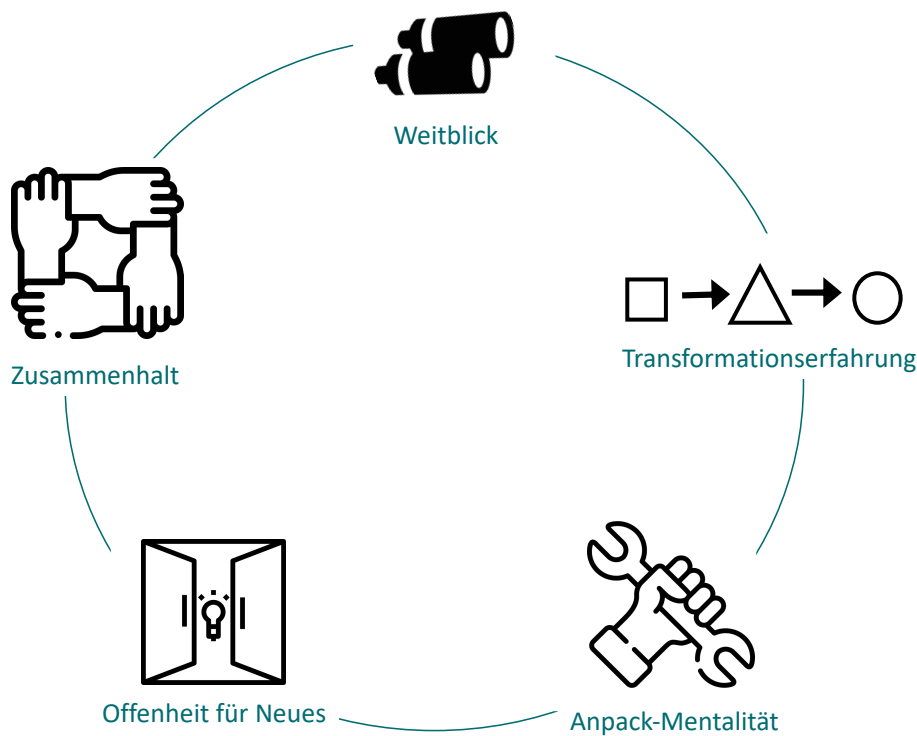 Weitblick
Zusammenhalt
Transformationserfahrung
Offenheit für Neues
Anpack-Mentalität